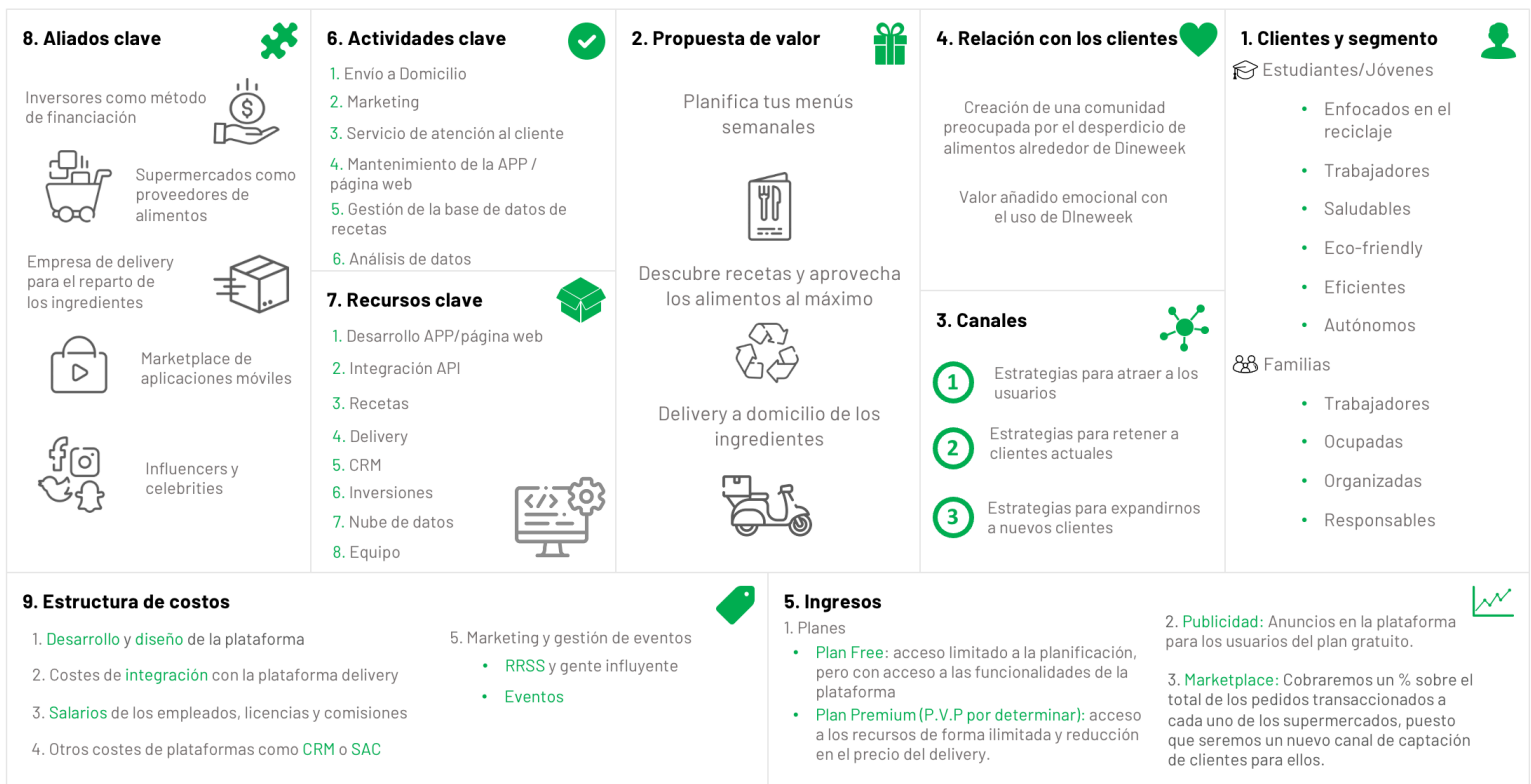 8. Aliados clave
Inversores como método
de financiación
Supermercados como
proveedores de
alimentos
Empresa de delivery
para el reparto de
los ingredientes
Marketplace de
aplicaciones móviles
Influencers y
celebrities
6. Actividades clave
1. Envío a Domicilio
2. Marketing
3. Servicio de atención al cliente
4. Mantenimiento de la APP /
página web
5. Gestión de la base de datos de
recetas
6. Análisis de datos
7. Recursos clave
1. Desarrollo APP/página web
2. Integración API
3. Recetas
4. Delivery
5. CRM
6. Inversiones
7. Nube de datos
8. Equipo
2. Propuesta de valor
Planifica tus menús
semanales
Descubre recetas y aprovecha
los alimentos al máximo
Delivery a domicilio de los
ingredientes
4. Relación con los clientes
Creación de una comunidad
preocupada por el desperdicio de
alimentos alrededor de Dineweek
Valor añadido emocional con
el uso de DIneweek
3. Canales
1 Estrategias para atraer a los
usuarios
2 Estrategias para retener a
clientes actuales
3 Estrategias para expandirnos
a nuevos clientes
1. Clientes y segmento
Estudiantes/Jóvenes
• Enfocados en el
reciclaje
• Trabajadores
• Saludables
• Eco-friendly
• Eficientes
• Autónomos
Familias
• Trabajadores
• Ocupadas
• Organizadas
• Responsables
9. Estructura de costos
1. Desarrollo y diseño de la plataforma
2. Costes de integración con la plataforma delivery
3. Salarios de los empleados, licencias y comisiones
4. Otros costes de plataformas como CRM o SAC
5. Marketing y gestión de eventos
• RRSS y gente influyente
• Eventos
5. Ingresos
1. Planes
• Plan Free: acceso limitado a la planificación,
pero con acceso a las funcionalidades de la
plataforma
• Plan Premium (P.V.P por determinar): acceso
a los recursos de forma ilimitada y reducción
en el precio del delivery.
2. Publicidad: Anuncios en la plataforma
para los usuarios del plan gratuito.
3. Marketplace: Cobraremos un % sobre el
total de los pedidos transaccionados a
cada uno de los supermercados, puesto
que seremos un nuevo canal de captación
de clientes para ellos.